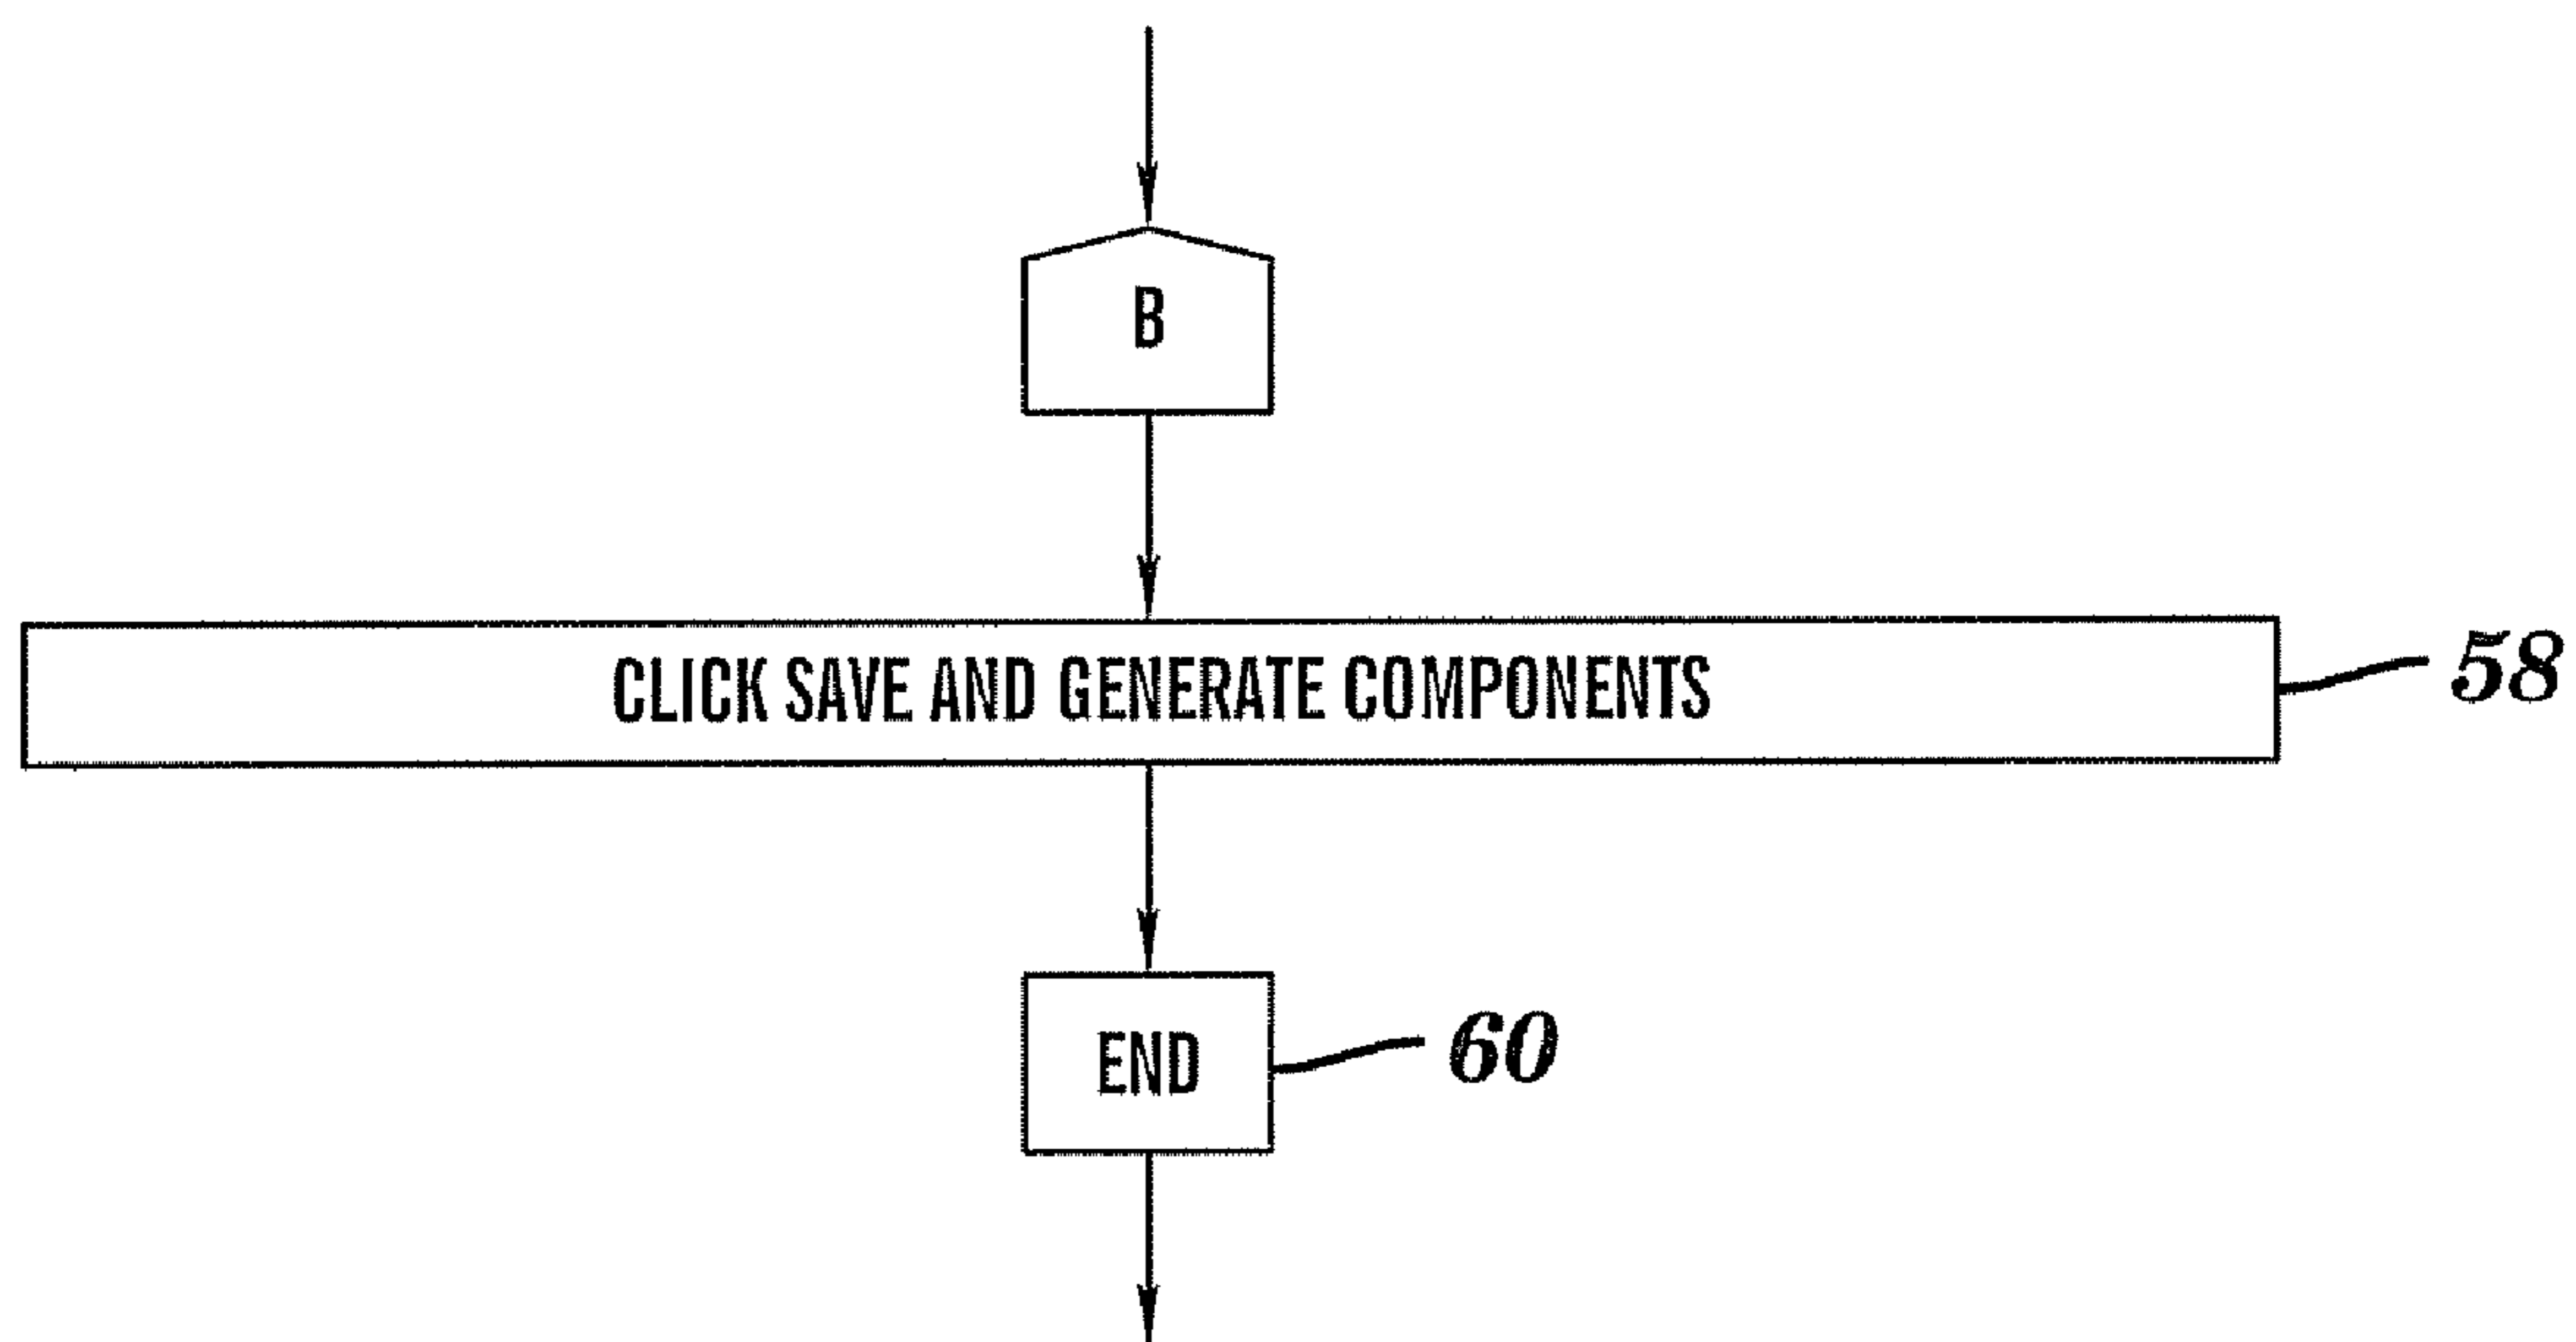 B
CLICK SAVE AND GENERATE COMPONENTS
58
END
60